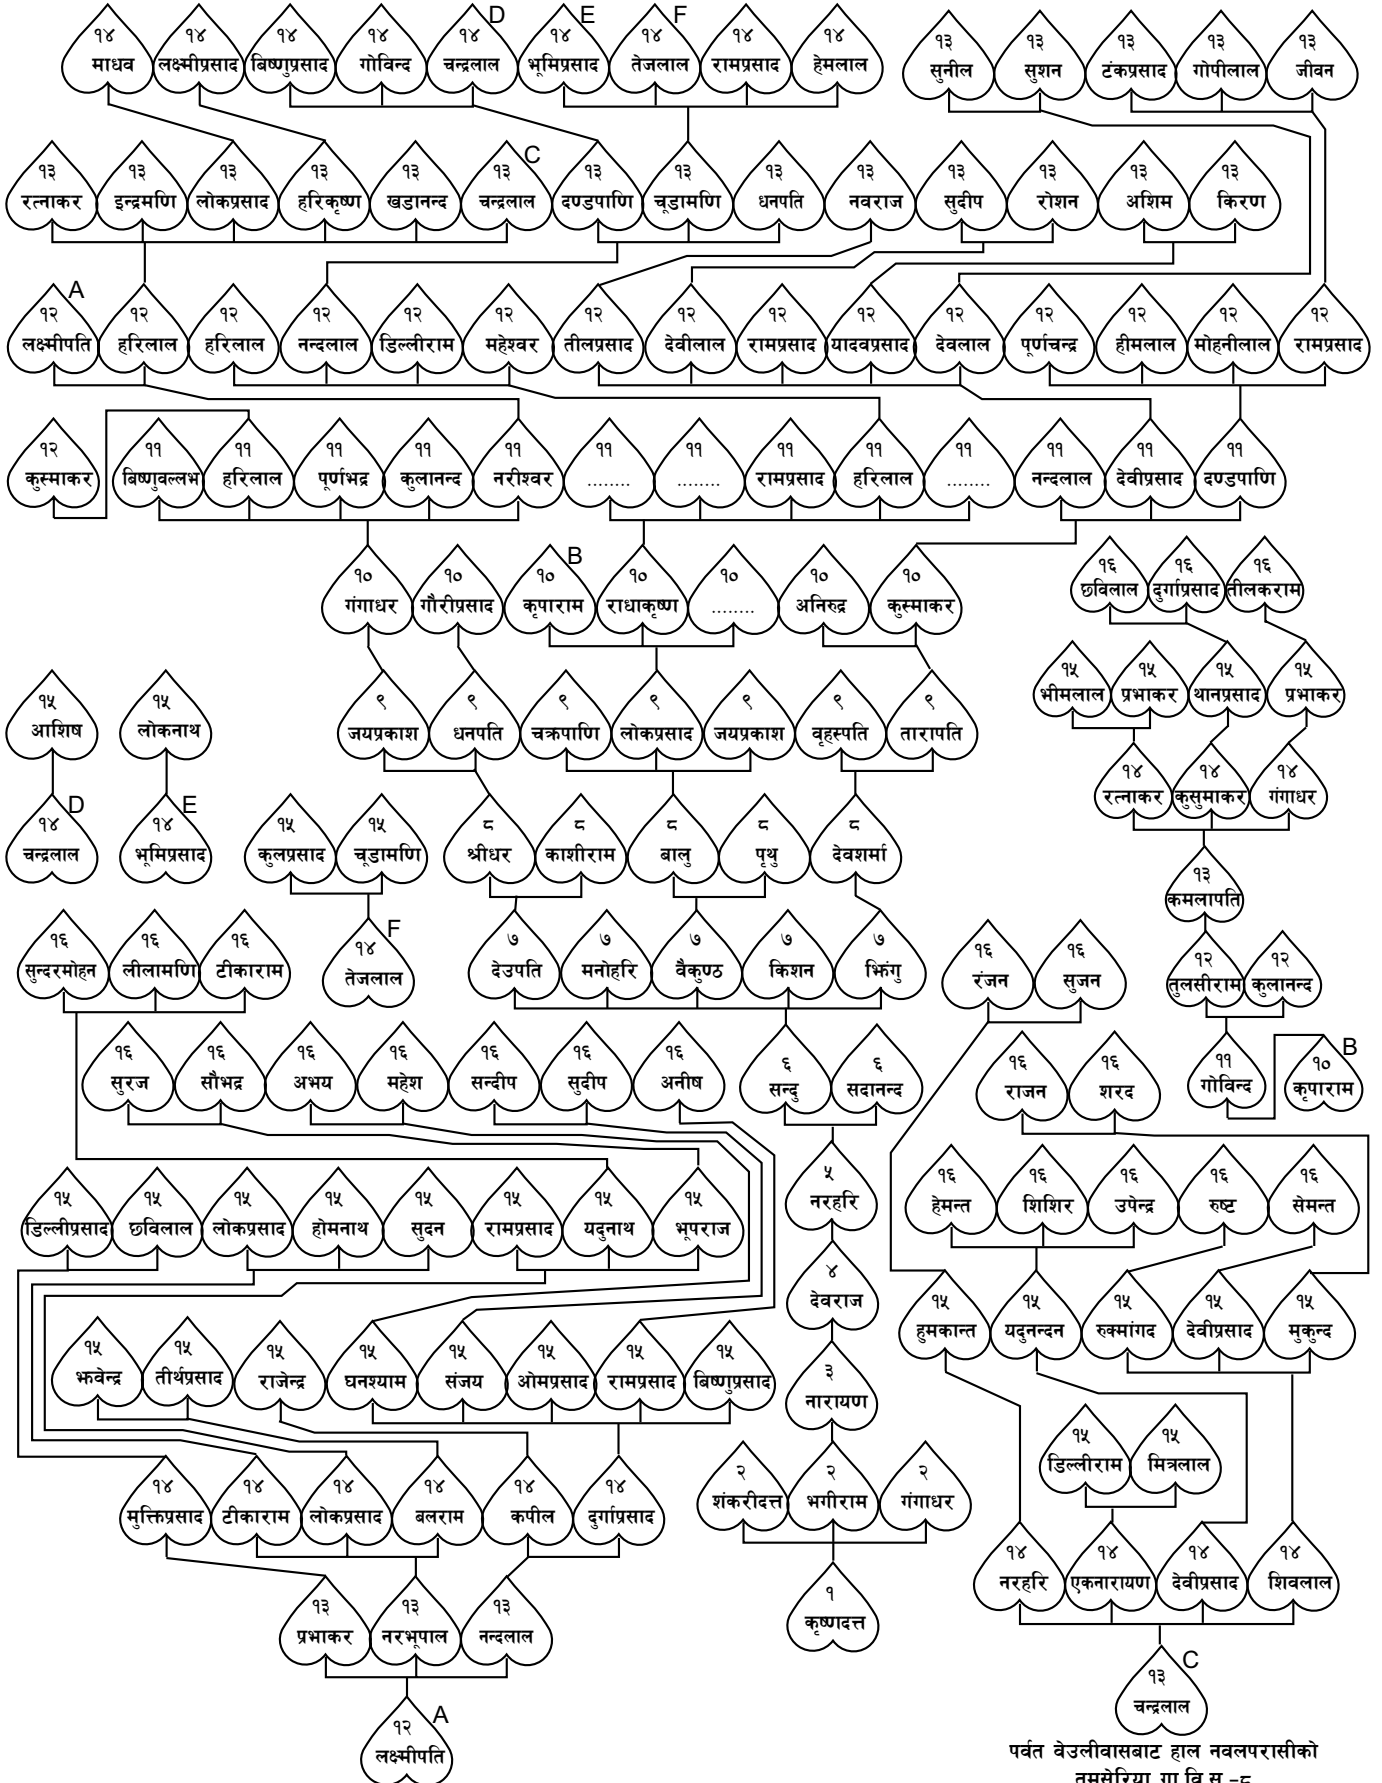 D E F
१४ १४ १४ १४ १४ १४ १४ १४ १४ १३ १३ १३ १३ १३
माधव लक्ष्मीप्रसाद बिष्णुप्रसाद गोविन्द चन्द्रलाल भूमिप्रसाद तेजलाल रामप्रसाद हेमलाल सुनील सुशन टंकप्रसाद गोपीलाल जीवन
C
१३ १३ १३ १३ १३ १३ १३ १३ १३ १३ १३ १३ १३ १३
रत्नाकर इन्द्रमणि लोकप्रसाद हरिकृष्ण खडानन्द चन्द्रलाल दण्डपाणि चूडामणि धनपति नवराज सुदीप रोशन अशिम किरण
A
१२ १२ १२ १२ १२ १२ १२ १२ १२ १२ १२ १२ १२ १२ १२
लक्ष्मीपति हरिलाल हरिलाल नन्दलाल डिल्लीराम महेश्वर तीलप्रसाद देवीलाल रामप्रसाद यादवप्रसाद देवलाल पूर्णचन्द्र हीमलाल मोहनीलाल रामप्रसाद
१२ ११ ११ ११ ११ ११ ११ ११ ११ ११ ११ ११ ११ ११
कुस्माकर बिष्णुवल्लभ हरिलाल पूर्णभद्र कुलानन्द नरीश्वर ........ ........ रामप्रसाद हरिलाल ........ नन्दलाल देवीप्रसाद दण्डपाणि
B
१० १० १० १० १० १० १० १६ १६ १६
गंगाधर गौरीप्रसाद कृपाराम राधाकृष्ण ........ अनिरुद्र कुस्माकर छविलाल दुर्गाप्रसाद तीलकराम
१५ १५ ९ ९ ९ ९ ९ ९ ९ १५ १५ १५ १५
आशिष लोकनाथ जयप्रकाश धनपति चक्रपाणि लोकप्रसाद जयप्रकाश वृहस्पति तारापति भीमलाल प्रभाकर थानप्रसाद प्रभाकर
१४ १४ १४
रत्नाकर कुसुमाकर गंगाधर
D E
१४ १४ १५ १५ ८ ८ ८ ८ ८
चन्द्रलाल भूमिप्रसाद कुलप्रसाद चूडामणि श्रीधर काशीराम बालु पृथु देवशर्मा
१३
कमलापति
F
१६ १६ १६ १४ ७ ७ ७ ७ ७ १६ १६ १२ १२
सुन्दरमोहन लीलामणि टीकाराम तेजलाल देउपति मनोहरि वैकुण्ठ किशन झिंगु रंजन सुजन तुलसीराम कुलानन्द
B
१६ १६ १६ १६ १६ १६ १६ ६ ६ १६ १६ ११ १०
सुरज सौभद्र अभय महेश सन्दीप सुदीप अनीष सन्दु सदानन्द राजन शरद गोविन्द कृपाराम
१५ १५ १५ १५ १५ १५ १५ १५ ५ १६ १६ १६ १६ १६
डिल्लीप्रसाद छविलाल लोकप्रसाद होमनाथ सुदन रामप्रसाद यदुनाथ भूपराज नरहरि हेमन्त शिशिर उपेन्द्र रुष्ट सेमन्त
४ १५ १५ १५ १५ १५
देवराज हुमकान्त यदुनन्दन रुक्मांगद देवीप्रसाद मुकुन्द
१५ १५ १५ १५ १५ १५ १५ १५ ३
झवेन्द्र तीर्थप्रसाद राजेन्द्र घनश्याम संजय ओमप्रसाद रामप्रसाद बिष्णुप्रसाद नारायण
१५ १५
डिल्लीराम मित्रलाल
१४ १४ १४ १४ १४ १४ २ २ २
मुक्तिप्रसाद टीकाराम लोकप्रसाद बलराम कपील दुर्गाप्रसाद शंकरीदत्त भगीराम गंगाधर
१४ १४ १४ १४
नरहरि एकनारायण देवीप्रसाद शिवलाल
१३ १३ १३ १
प्रभाकर नरभूपाल नन्दलाल कृष्णदत्त
C
१३
चन्द्रलाल
A
१२
लक्ष्मीपति
पर्वत वेउलीवासबाट हाल नवलपरासीको
तमसेरिया गा.वि.स.-८